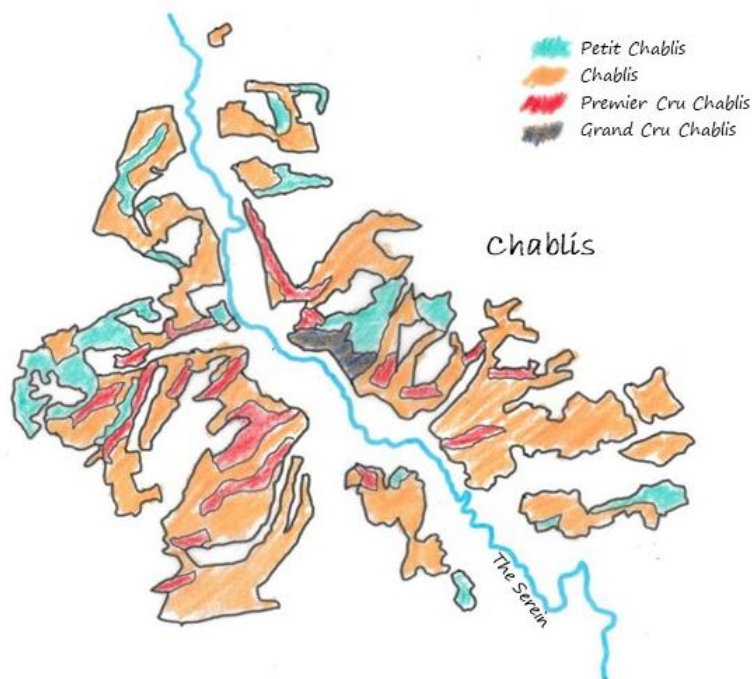 Petit Chablis
Chablis
Premier Cru Chablis
Grand Cru Chablis
Chablis
The Serein